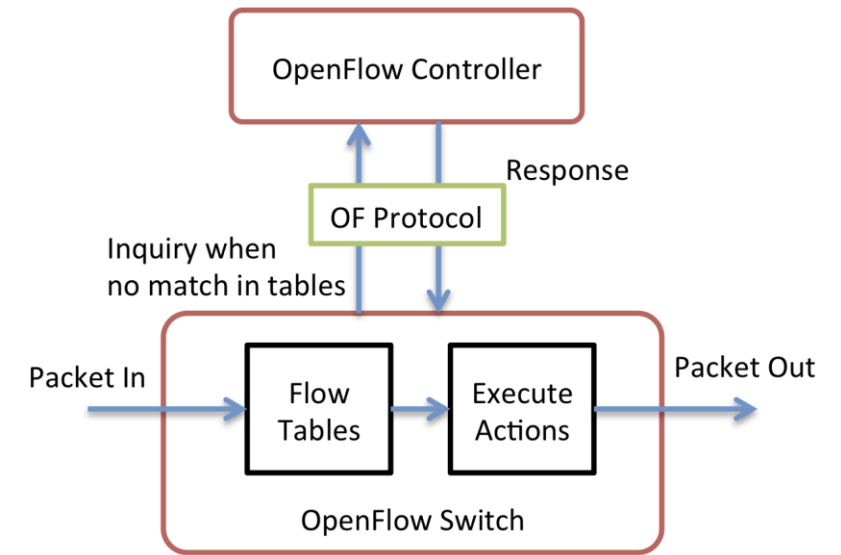 OpenFlow Controller
Response
OF Protocol
Inquiry when
no match in tables
Packet In
Flow
Tables
Execute
Actions
Packet Out
OpenFlow Switch